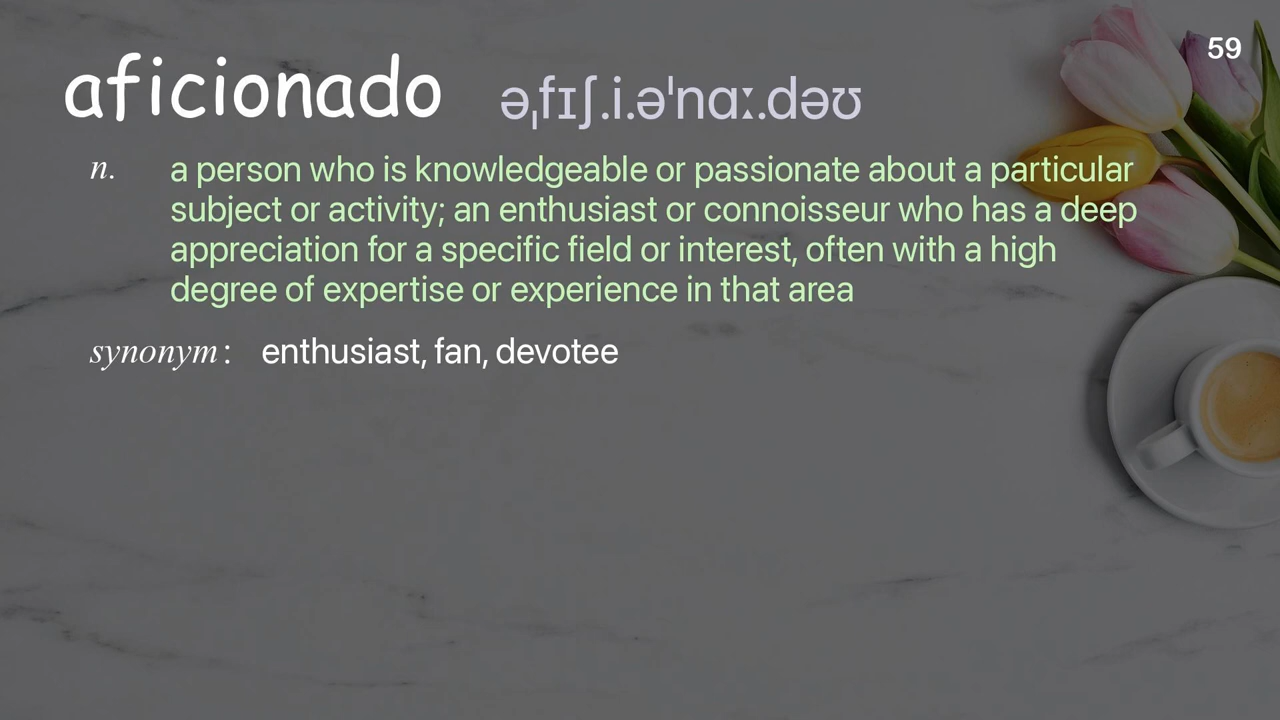 59
aficionado əˌfɪʃ.i.əˈnɑː.dəʊ
n. a person who is knowledgeable or passionate about a particular
subject or activity; an enthusiast or connoisseur who has a deep
appreciation for a specific field or interest, often with a high
degree of expertise or experience in that area
synonym: enthusiast, fan, devotee